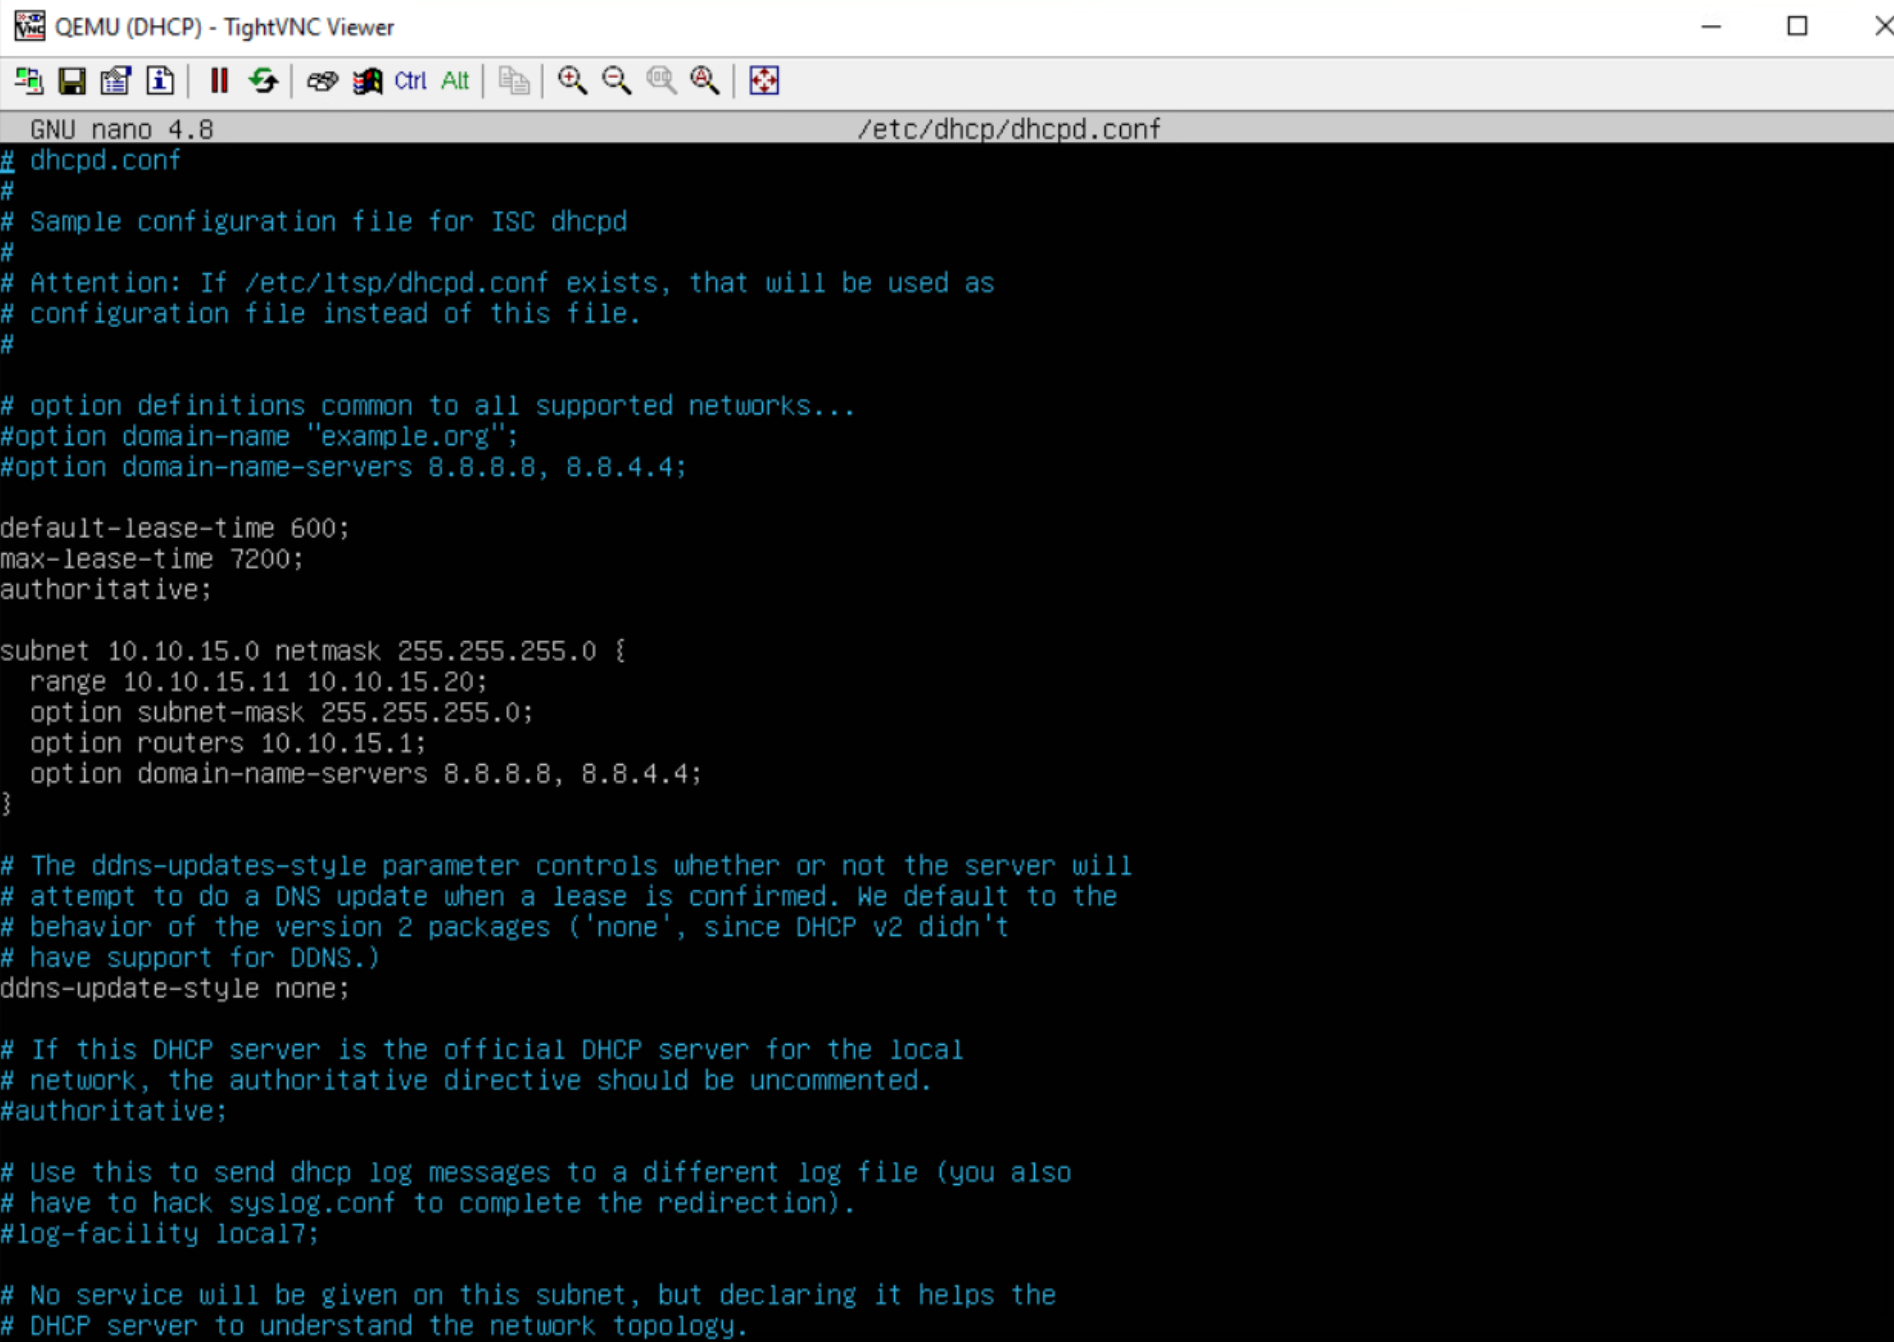 QEMU (DHCP) - TightVNC Viewer
Ctrl Alt
GNU nano 4.8 /etc/dhcp/dhcpd.conf
# dhcpd.conf
#
# Sample configuration file for ISC dhcpd
#
# Attention: If /etc/ltsp/dhcpd.conf exists, that will be used as
# configuration file instead of this file.
#
# option definitions common to all supported networks...
#option domain-name "example.org";
#option domain-name-servers 8.8.8.8, 8.8.4.4;
default-lease-time 600;
max-lease-time 7200;
authoritative;
subnet 10.10.15.0 netmask 255.255.255.0 {
  range 10.10.15.11 10.10.15.20;
  option subnet-mask 255.255.255.0;
  option routers 10.10.15.1;
  option domain-name-servers 8.8.8.8, 8.8.4.4;
}
# The ddns-updates-style parameter controls whether or not the server will
# attempt to do a DNS update when a lease is confirmed. We default to the
# behavior of the version 2 packages ('none', since DHCP v2 didn't
# have support for DDNS.)
ddns-update-style none;
# If this DHCP server is the official DHCP server for the local
# network, the authoritative directive should be uncommented.
#authoritative;
# Use this to send dhcp log messages to a different log file (you also
# have to hack syslog.conf to complete the redirection).
#log-facility local7;
# No service will be given on this subnet, but declaring it helps the
# DHCP server to understand the network topology.